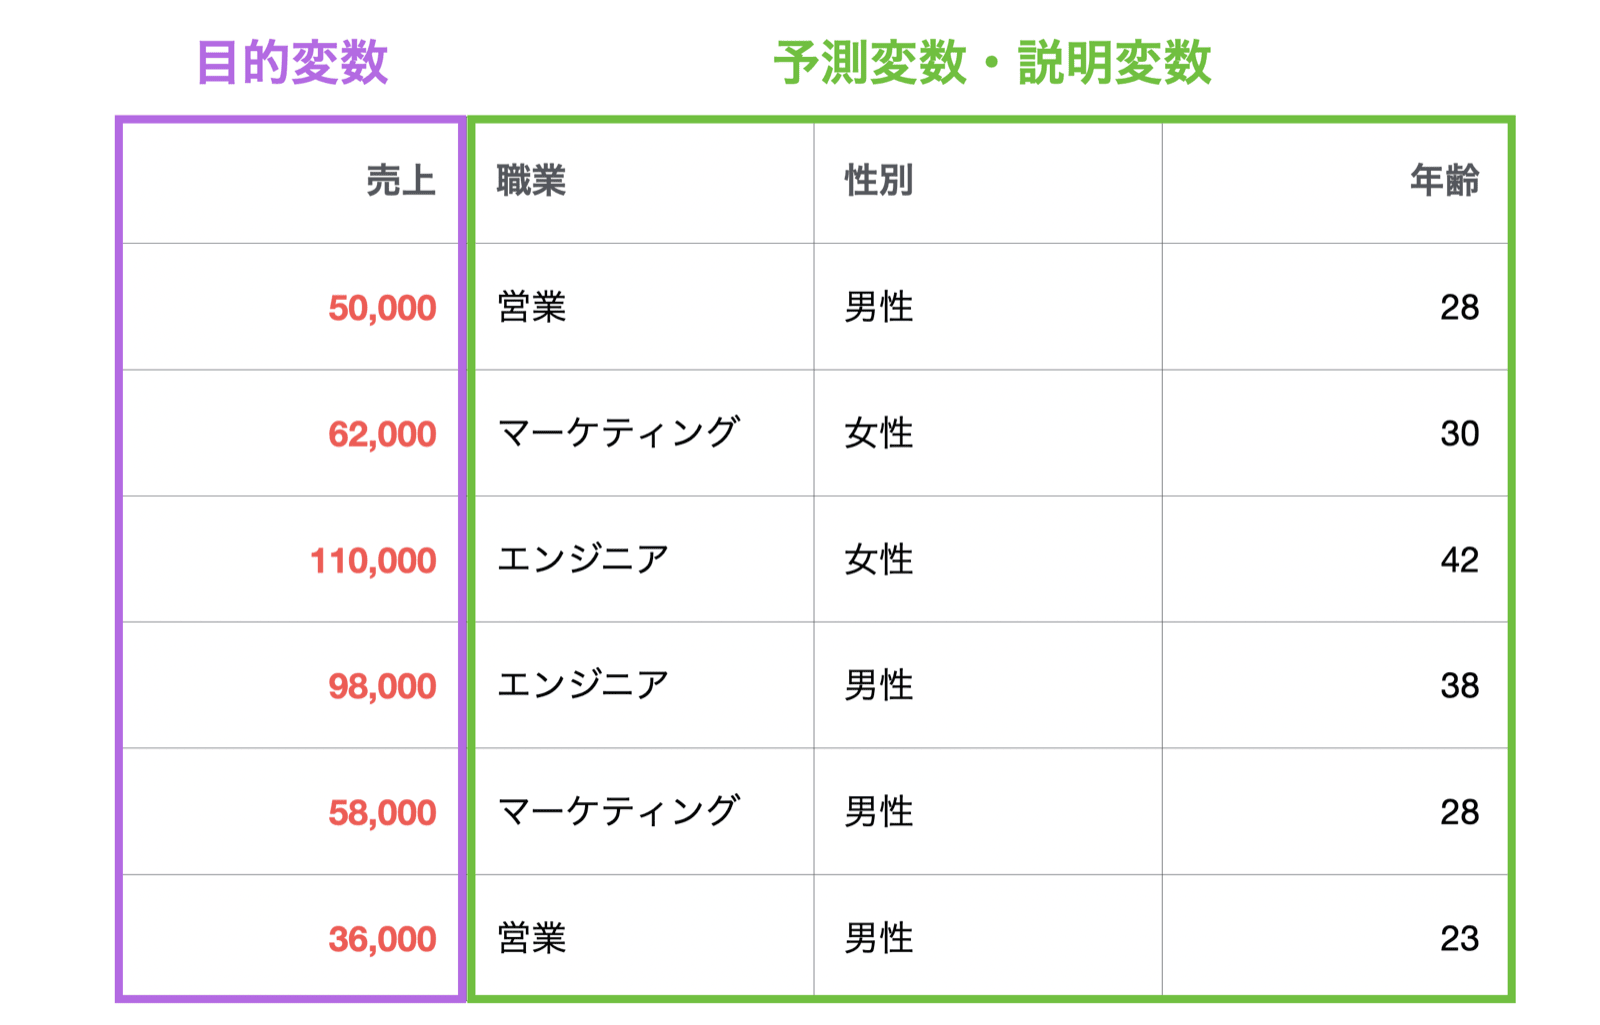 目的変数 予測変数・説明変数
売上 職業 性別 年齢
50,000 営業 男性 28
62,000 マーケティング 女性 30
110,000 エンジニア 女性 42
98,000 エンジニア 男性 38
58,000 マーケティング 男性 28
36,000 営業 男性 23